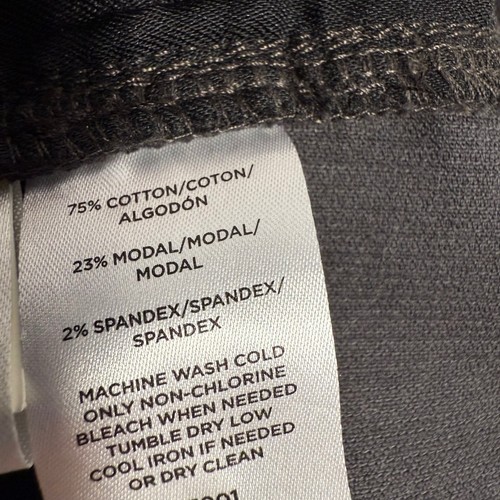 75% COTTON/COTON/
ALGODÓN
23% MODAL/MODAL/
MODAL
2% SPANDEX/SPANDEX/
SPANDEX
MACHINE WASH COLD
ONLY NON-CHLORINE
BLEACH WHEN NEEDED
TUMBLE DRY LOW
COOL IRON IF NEEDED
OR DRY CLEAN